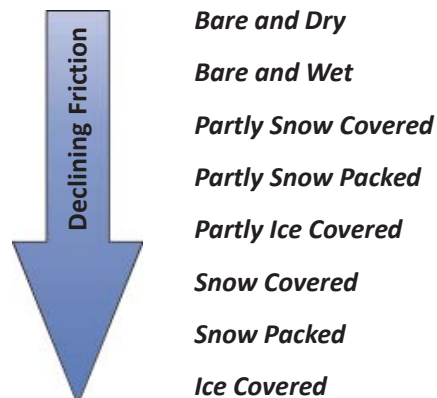 Declining Friction
Bare and Dry
Bare and Wet
Partly Snow Covered
Partly Snow Packed
Partly Ice Covered
Snow Covered
Snow Packed
Ice Covered